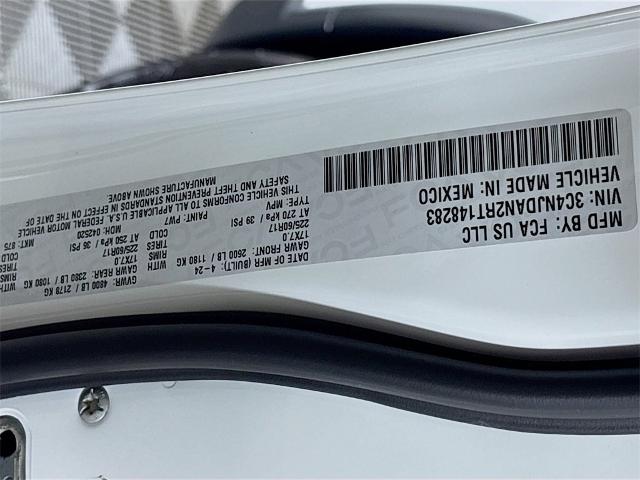 MFD BY: FCA US LLC
DATE OF MFR (BUILT): 4-24
GVWR: 4800 LB / 2178 KG
GAWR FRONT: 2600 LB / 1180 KG
GAWR REAR: 2380 LB / 1080 KG
17X7.0
17X7.0
RIMS
225/60R17
225/60R17
TIRES
AT 270 kPa / 39 PSI
AT 250 kPa / 36 PSI
COLD
COLD
THIS VEHICLE CONFORMS TO ALL APPLICABLE U.S.A. FEDERAL MOTOR
SAFETY AND THEFT PREVENTION STANDARDS IN EFFECT ON THE
MANUFACTURE SHOWN ABOVE.
VIN: 3C4NJDAN2RT148283
TYPE: MPV
PAINT: PW7
MDH: 042520
MKT: 975
VEHICLE MADE IN: MEXICO